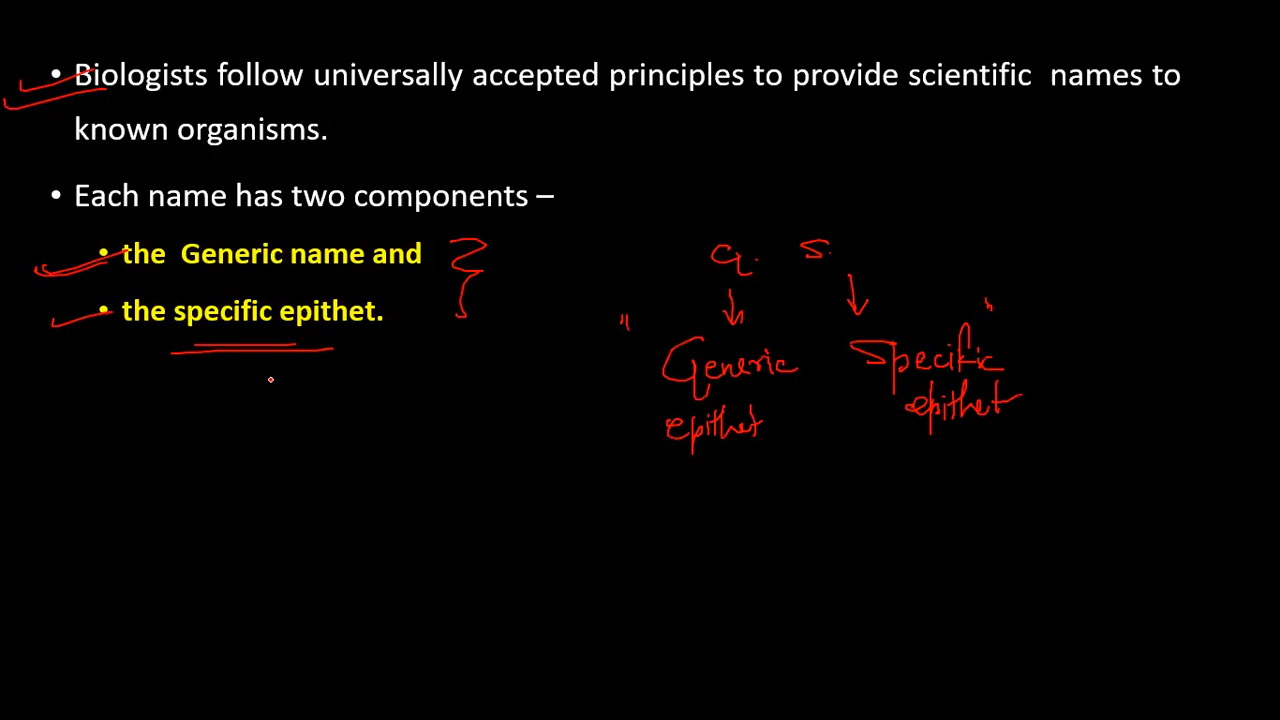 • Biologists follow universally accepted principles to provide scientific names to
known organisms.
• Each name has two components –
• the Generic name and
• the specific epithet.
G. S.
" Generic Specific "
epithet epithet